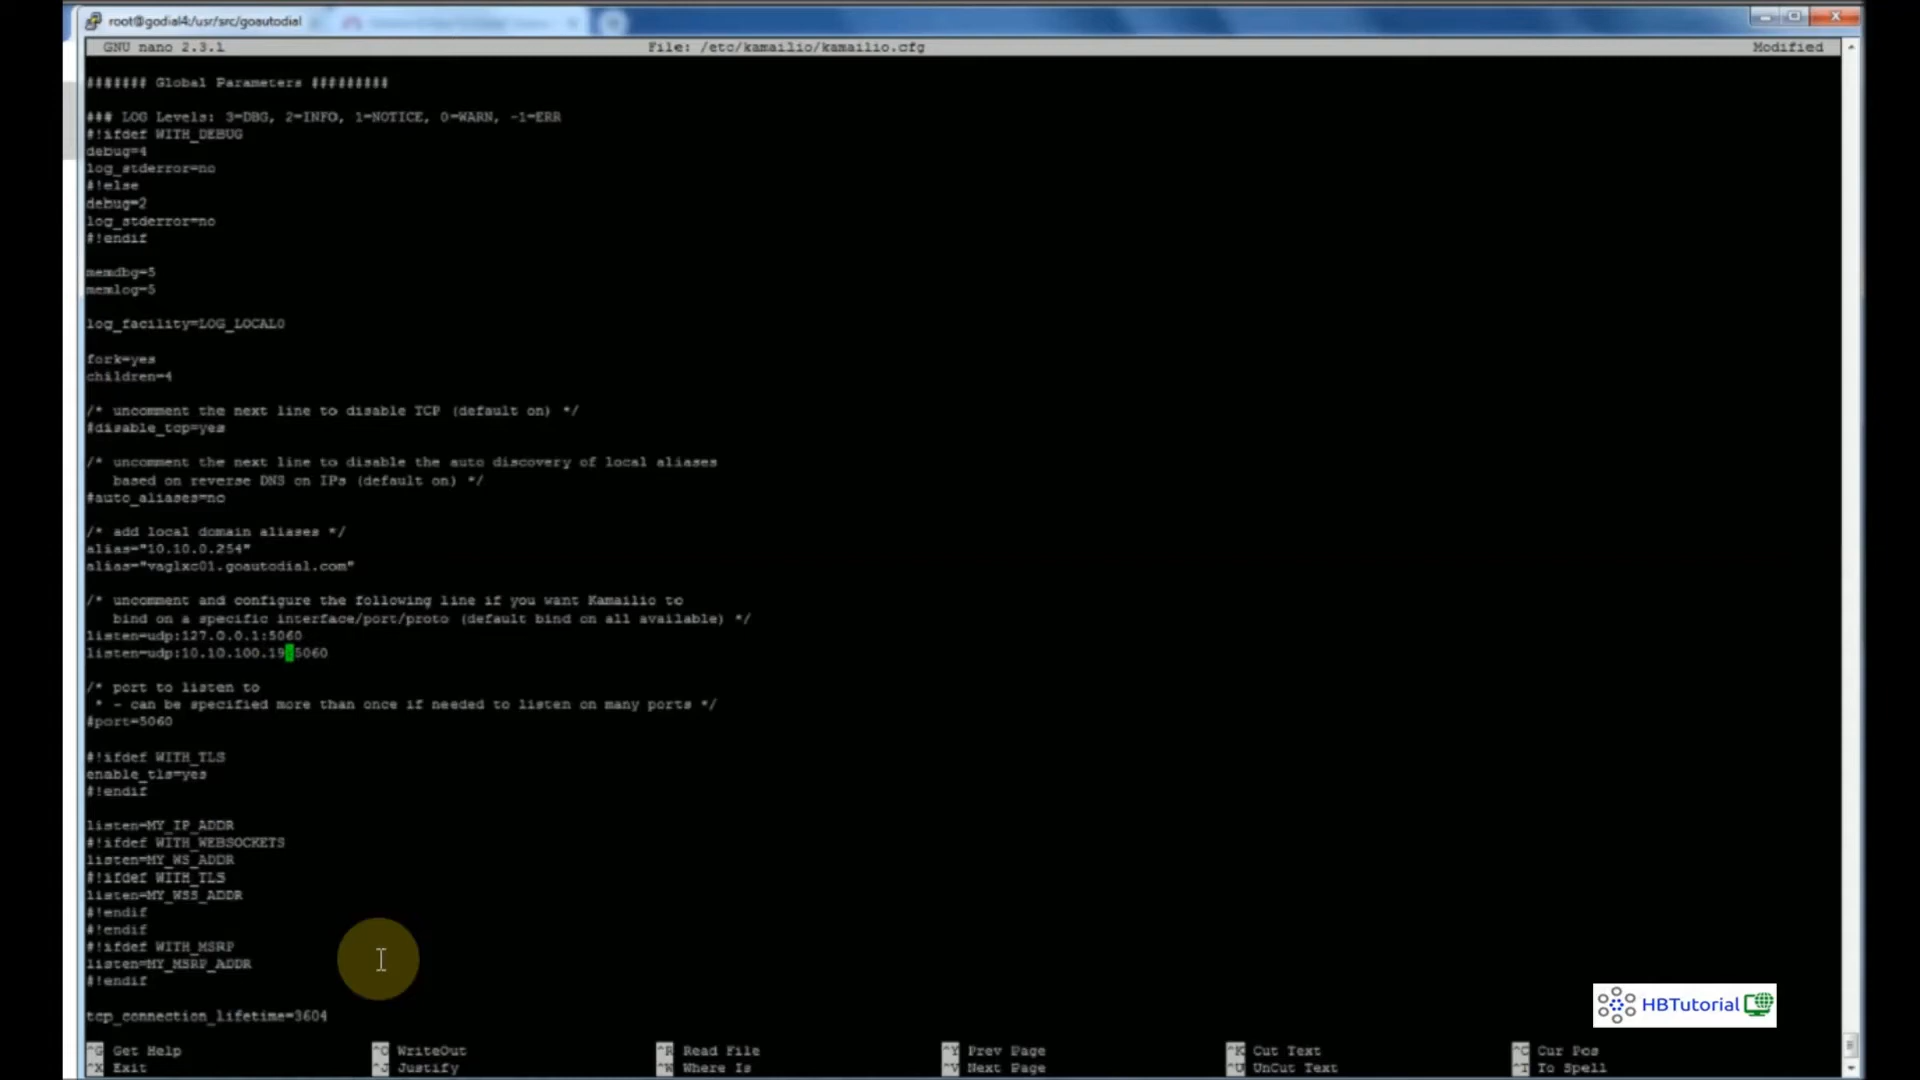 root@godial4:/usr/src/goautodial
GNU nano 2.3.1 File: /etc/kamailio/kamailio.cfg Modified
####### Global Parameters #########
### LOG Levels: 3=DBG, 2=INFO, 1=NOTICE, 0=WARN, -1=ERR
#!ifdef WITH_DEBUG
debug=4
log_stderror=no
#!else
debug=2
log_stderror=no
#!endif
memdbg=5
memlog=5
log_facility=LOG_LOCAL0
fork=yes
children=4
/* uncomment the next line to disable TCP (default on) */
#disable_tcp=yes
/* uncomment the next line to disable the auto discovery of local aliases
based on reverse DNS on IPs (default on) */
#auto_aliases=no
/* add local domain aliases */
alias="10.10.0.254"
alias="vaglxc01.goautodial.com"
/* uncomment and configure the following line if you want Kamailio to
bind on a specific interface/port/proto (default bind on all available) */
listen=udp:127.0.0.1:5060
listen=udp:10.10.100.19:5060
/* port to listen to
* - can be specified more than once if needed to listen on many ports */
#port=5060
#!ifdef WITH_TLS
enable_tls=yes
#!endif
listen=MY_IP_ADDR
#!ifdef WITH_WEBSOCKETS
listen=MY_WS_ADDR
#!ifdef WITH_TLS
listen=MY_WSS_ADDR
#!endif
#!endif
#!ifdef WITH_MSRP
listen=MY_MSRP_ADDR
#!endif
tcp_connection_lifetime=3604
HBTutorial
^G Get Help ^O WriteOut ^R Read File ^Y Prev Page ^K Cut Text ^C Cur Pos
^X Exit ^J Justify ^W Where Is ^V Next Page ^U UnCut Text ^T To Spell